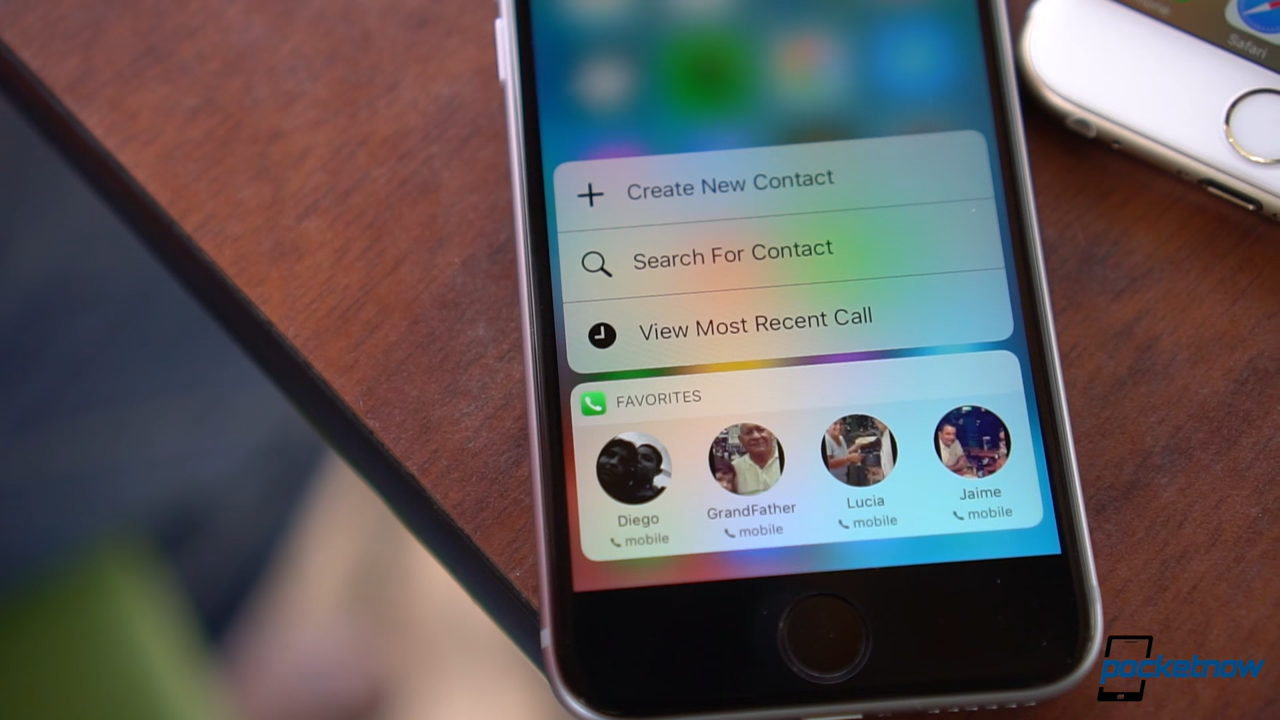 Safari
Create New Contact
Search For Contact
View Most Recent Call
FAVORITES
Diego
mobile
GrandFather
mobile
Lucia
mobile
Jaime
mobile
pocketnow